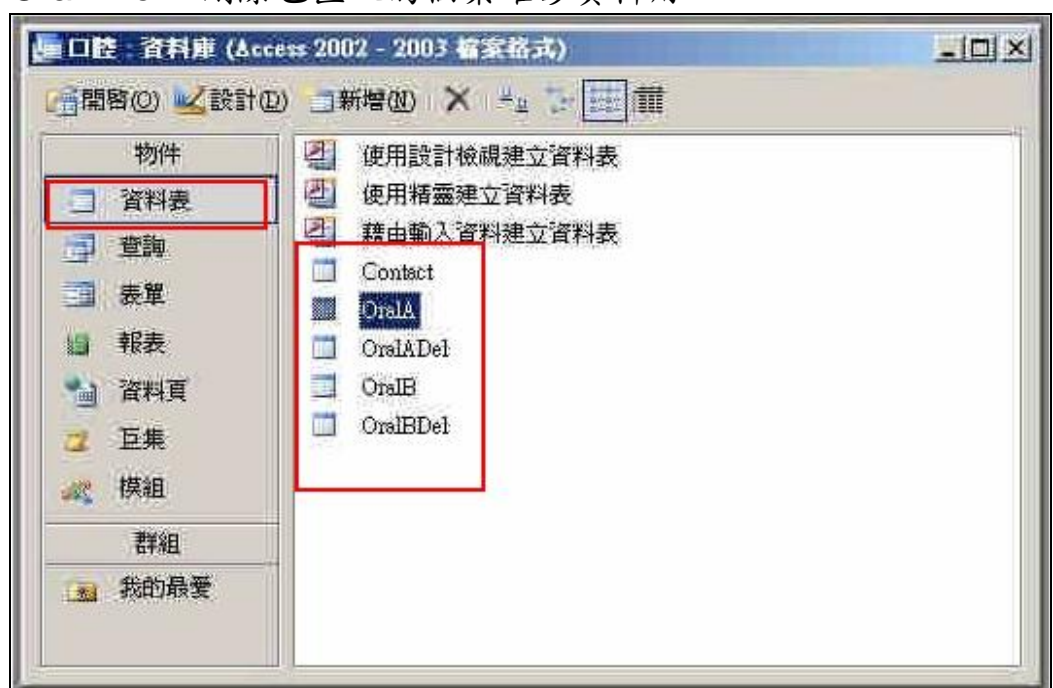 口腔 : 資料庫 (Access 2002 - 2003 檔案格式)
開啓(O) 設計(D) 新增(N)
物件
資料表
查詢
表單
報表
資料頁
巨集
模組
群組
我的最愛
使用設計檢視建立資料表
使用精靈建立資料表
藉由輸入資料建立資料表
Contact
OralA
OralADel
OralB
OralBDel